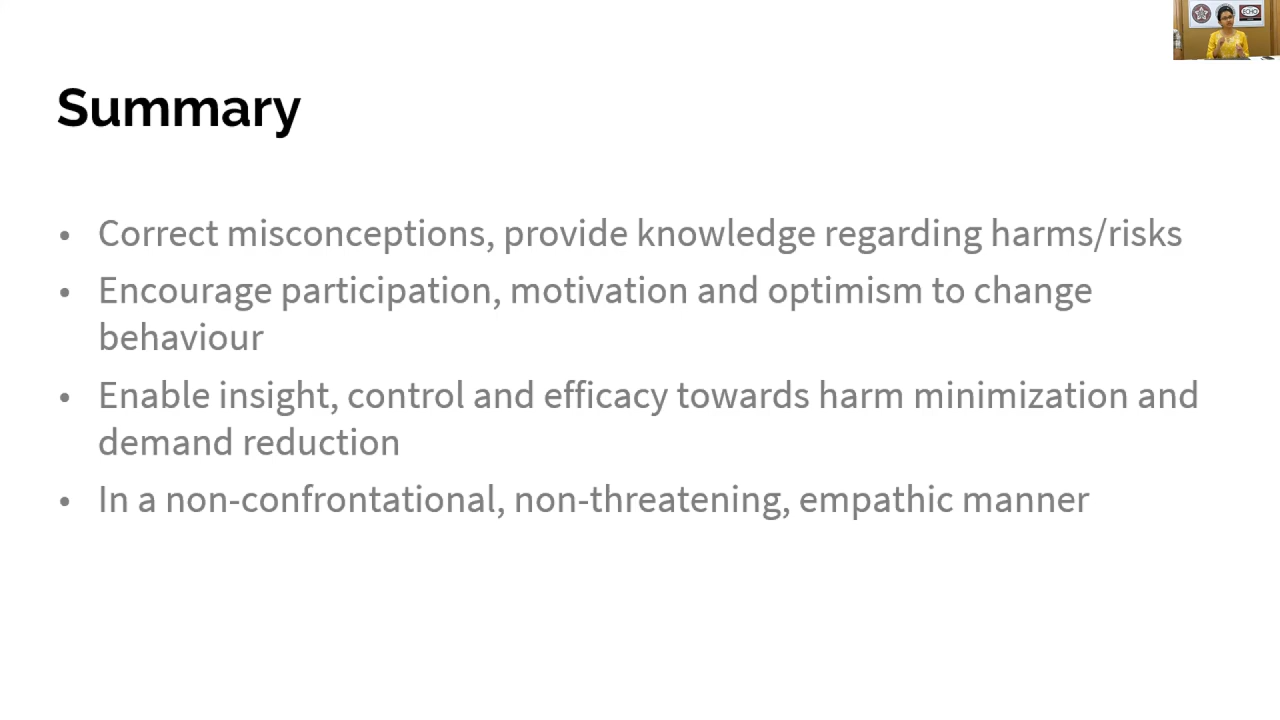 Summary
• Correct misconceptions, provide knowledge regarding harms/risks
• Encourage participation, motivation and optimism to change
behaviour
• Enable insight, control and efficacy towards harm minimization and
demand reduction
• In a non-confrontational, non-threatening, empathic manner
ECHO